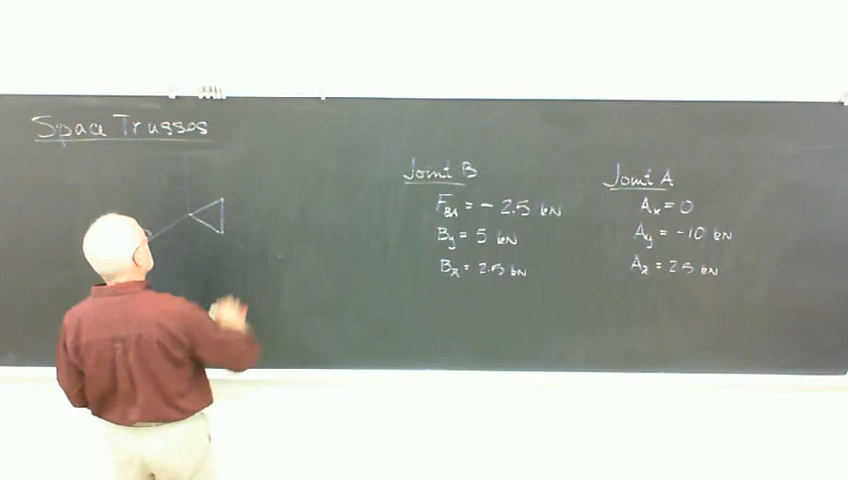 Space Trusses
Joint B
F_BA = - 2.5 kN
B_y = 5 kN
B_x = 2.5 kN
Joint A
A_x = 0
A_y = -10 kN
A_z = 2.5 kN